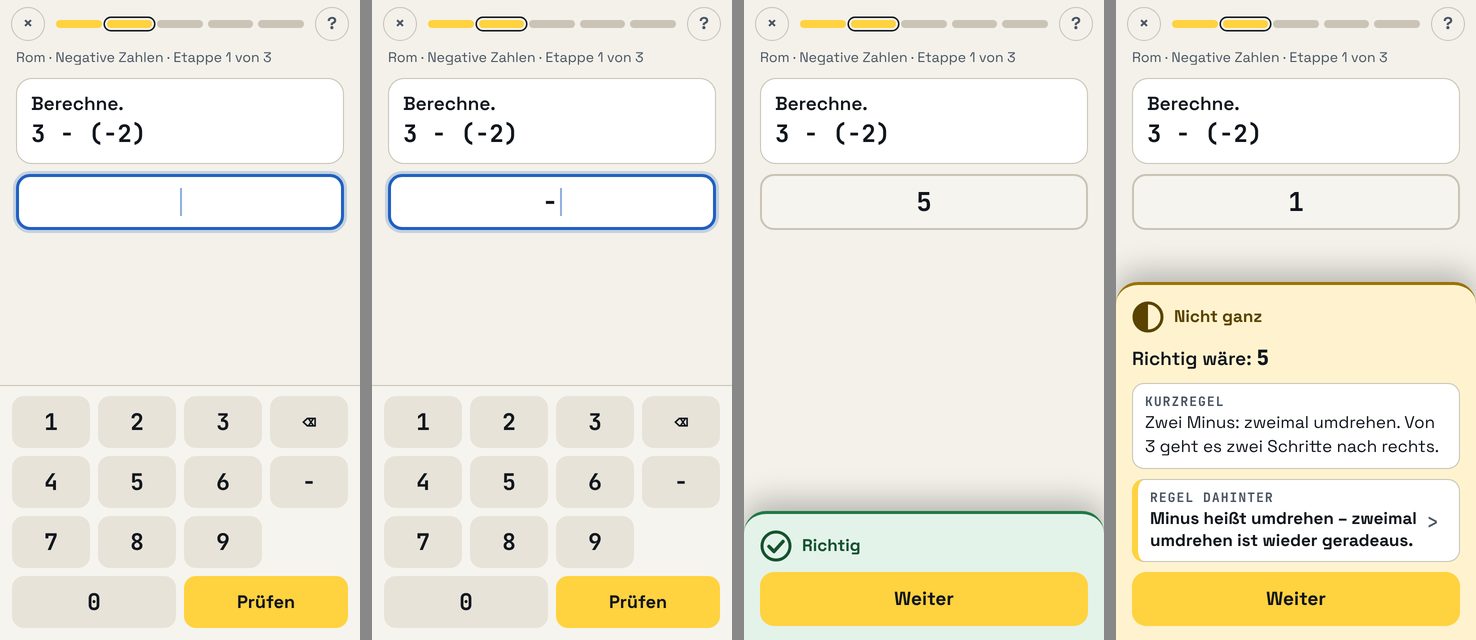 × ?
Rom · Negative Zahlen · Etappe 1 von 3
Berechne.
3 - (-2)
1 2 3 ⌫
4 5 6 -
7 8 9
0 Prüfen
× ?
Rom · Negative Zahlen · Etappe 1 von 3
Berechne.
3 - (-2)
-
1 2 3 ⌫
4 5 6 -
7 8 9
0 Prüfen
× ?
Rom · Negative Zahlen · Etappe 1 von 3
Berechne.
3 - (-2)
5
Richtig
Weiter
× ?
Rom · Negative Zahlen · Etappe 1 von 3
Berechne.
3 - (-2)
1
Nicht ganz
Richtig wäre: 5
KURZREGEL
Zwei Minus: zweimal umdrehen. Von
3 geht es zwei Schritte nach rechts.
REGEL DAHINTER
Minus heißt umdrehen – zweimal >
umdrehen ist wieder geradeaus.
Weiter